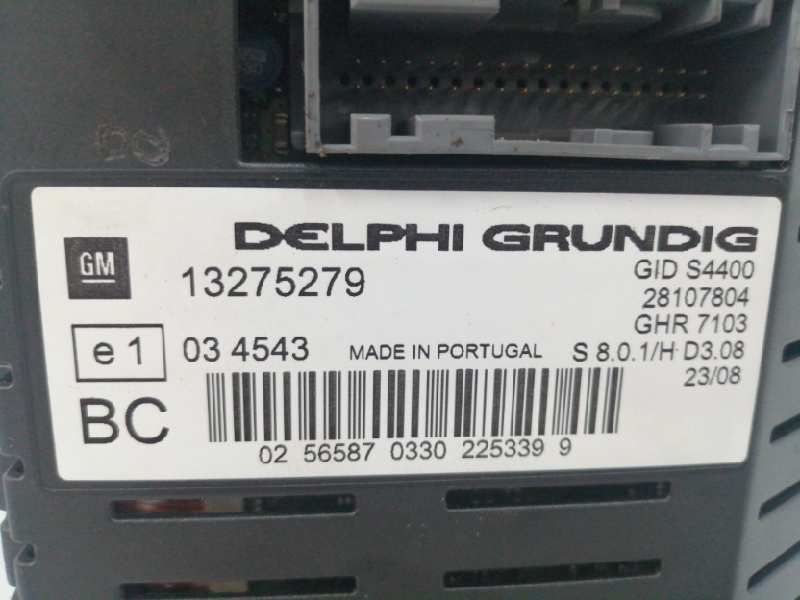 DELPHI GRUNDIG
GM
13275279
GID S4400
28107804
GHR 7103
e1
03 4543
MADE IN PORTUGAL
S 8.0.1/H D3.08
23/08
BC
02 56587 0330 225339 9